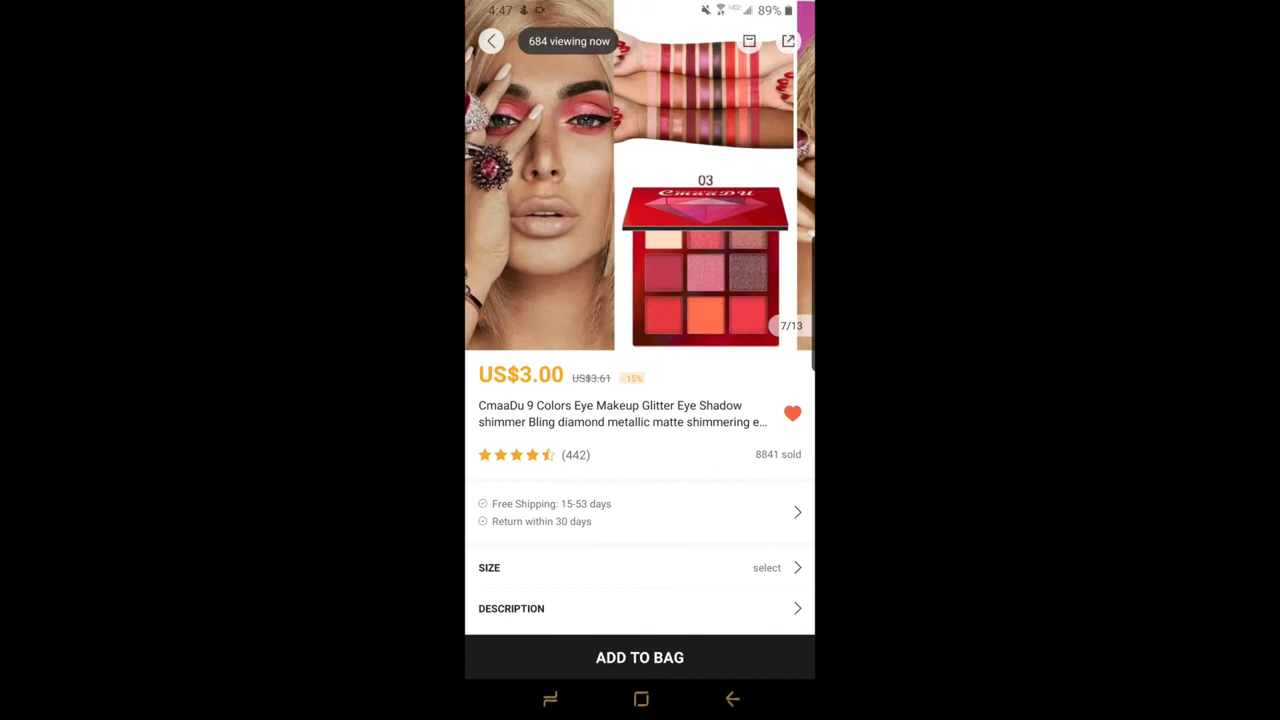 4:47
89%
684 viewing now
03
CmaaDU
7/13
US$3.00 US$3.61 -15%
CmaaDu 9 Colors Eye Makeup Glitter Eye Shadow
shimmer Bling diamond metallic matte shimmering e...
(442)
8841 sold
Free Shipping: 15-53 days
Return within 30 days
SIZE
select
DESCRIPTION
ADD TO BAG